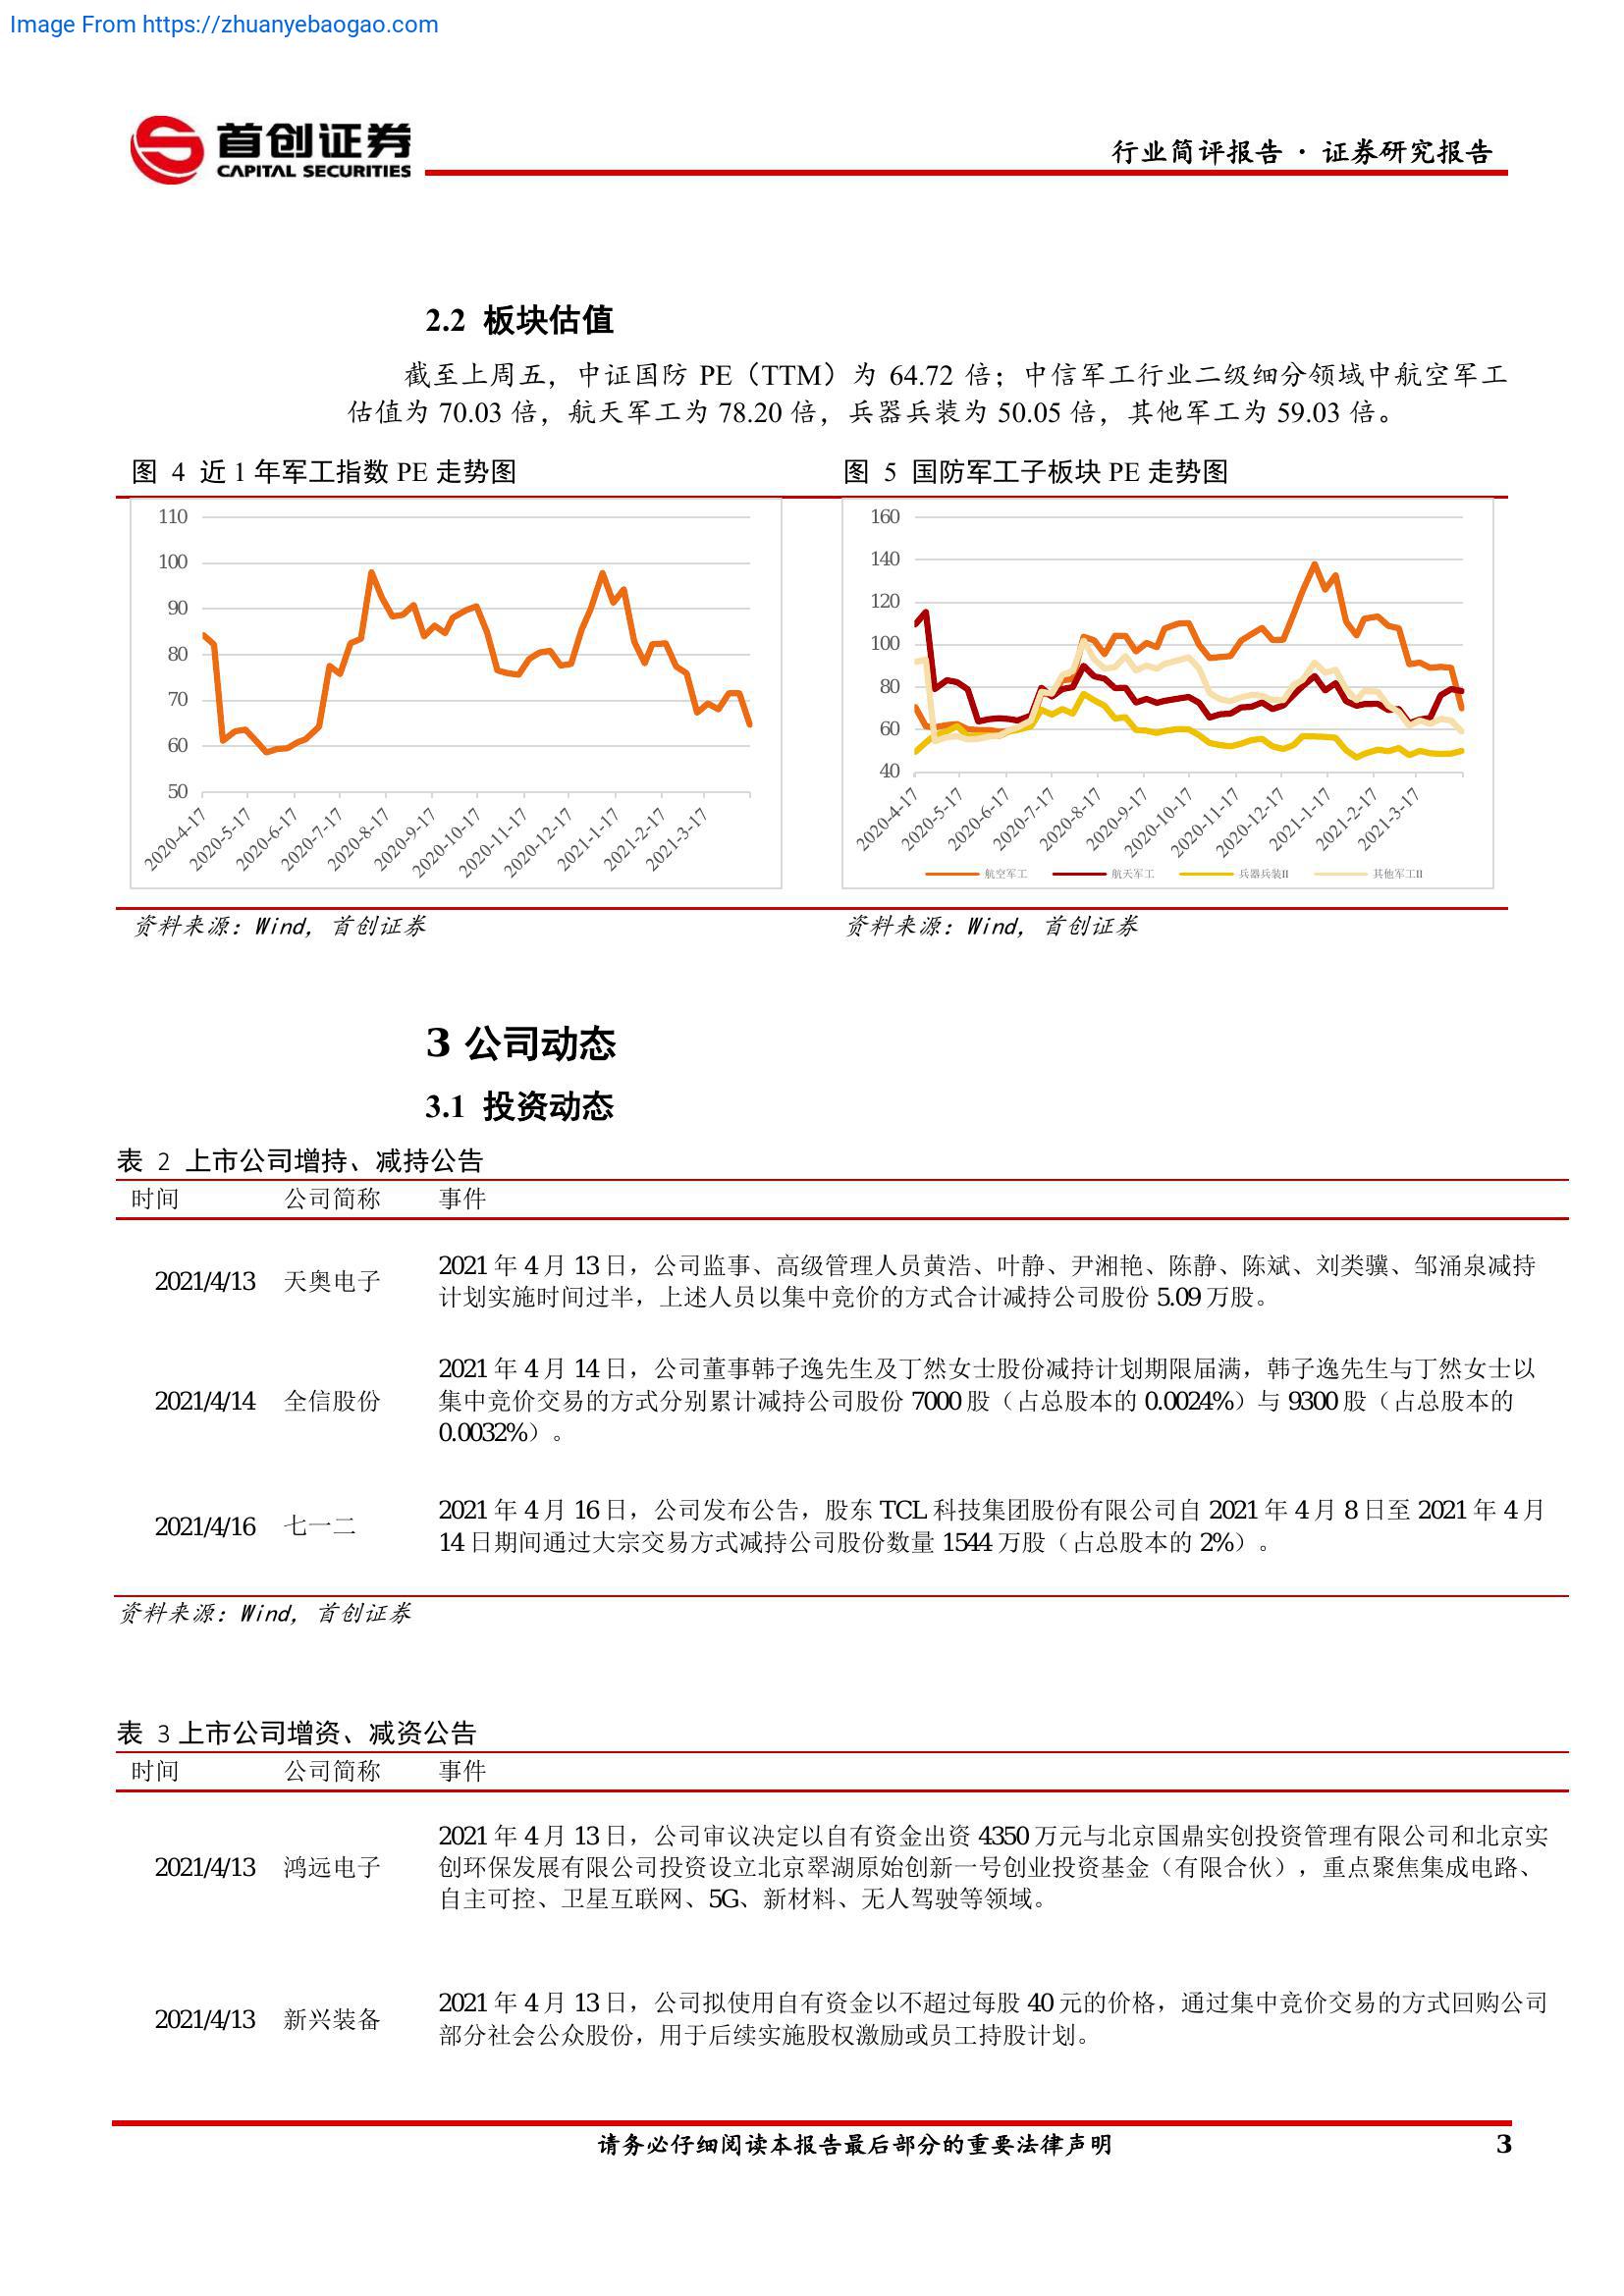 Image From https://zhuanyebaogao.com
首创证券
CAPITAL SECURITIES
行业简评报告 · 证券研究报告
2.2 板块估值
截至上周五，中证国防 PE（TTM）为 64.72 倍；中信军工行业二级细分领域中航空军工
估值为 70.03 倍，航天军工为 78.20 倍，兵器兵装为 50.05 倍，其他军工为 59.03 倍。
图 4 近 1 年军工指数 PE 走势图
110
100
90
80
70
60
50
2020-4-17
2020-5-17
2020-6-17
2020-7-17
2020-8-17
2020-9-17
2020-10-17
2020-11-17
2020-12-17
2021-1-17
2021-2-17
2021-3-17
资料来源：Wind，首创证券
图 5 国防军工子板块 PE 走势图
160
140
120
100
80
60
40
2020-4-17
2020-5-17
2020-6-17
2020-7-17
2020-8-17
2020-9-17
2020-10-17
2020-11-17
2020-12-17
2021-1-17
2021-2-17
2021-3-17
航空军工 航天军工 兵器兵装II 其他军工II
资料来源：Wind，首创证券
3 公司动态
3.1 投资动态
表 2 上市公司增持、减持公告
时间 公司简称 事件
2021/4/13 天奥电子
2021 年 4 月 13 日，公司监事、高级管理人员黄浩、叶静、尹湘艳、陈静、陈斌、刘类骥、邹涌泉减持
计划实施时间过半，上述人员以集中竞价的方式合计减持公司股份 5.09 万股。
2021/4/14 全信股份
2021 年 4 月 14 日，公司董事韩子逸先生及丁然女士股份减持计划期限届满，韩子逸先生与丁然女士以
集中竞价交易的方式分别累计减持公司股份 7000 股（占总股本的 0.0024%）与 9300 股（占总股本的
0.0032%）。
2021/4/16 七一二
2021 年 4 月 16 日，公司发布公告，股东 TCL 科技集团股份有限公司自 2021 年 4 月 8 日至 2021 年 4 月
14 日期间通过大宗交易方式减持公司股份数量 1544 万股（占总股本的 2%）。
资料来源：Wind，首创证券
表 3 上市公司增资、减资公告
时间 公司简称 事件
2021/4/13 鸿远电子
2021 年 4 月 13 日，公司审议决定以自有资金出资 4350 万元与北京国鼎实创投资管理有限公司和北京实
创环保发展有限公司投资设立北京翠湖原始创新一号创业投资基金（有限合伙），重点聚焦集成电路、
自主可控、卫星互联网、5G、新材料、无人驾驶等领域。
2021/4/13 新兴装备
2021 年 4 月 13 日，公司拟使用自有资金以不超过每股 40 元的价格，通过集中竞价交易的方式回购公司
部分社会公众股份，用于后续实施股权激励或员工持股计划。
请务必仔细阅读本报告最后部分的重要法律声明 3